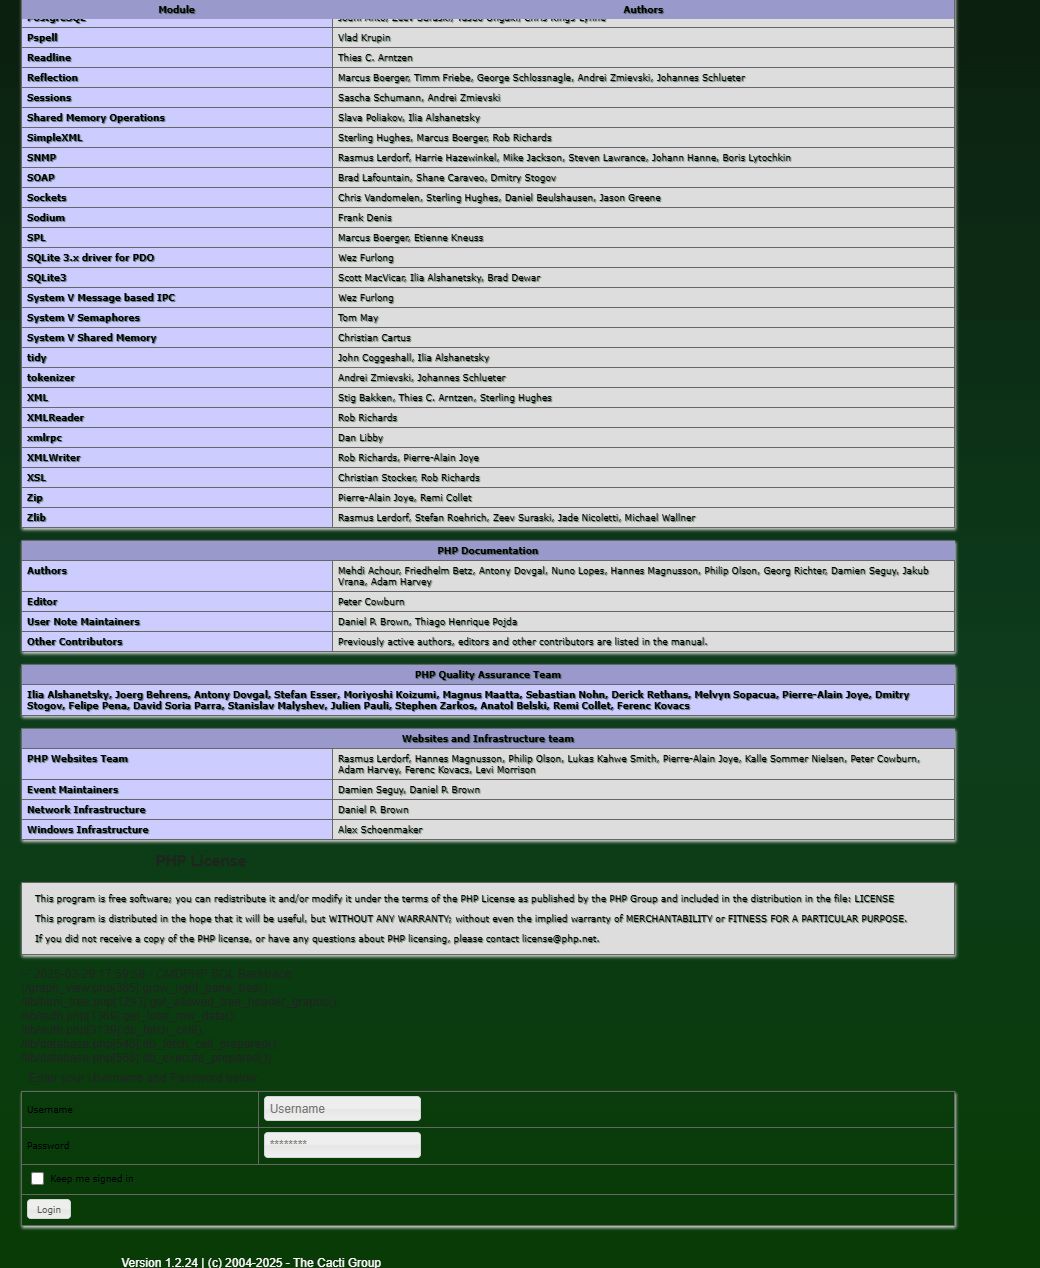 Module Authors
PostgreSQL Jouni Ahto, Zeev Suraski, Yasuo Ohgaki, Chris Kings-Lynne
Pspell Vlad Krupin
Readline Thies C. Arntzen
Reflection Marcus Boerger, Timm Friebe, George Schlossnagle, Andrei Zmievski, Johannes Schlueter
Sessions Sascha Schumann, Andrei Zmievski
Shared Memory Operations Slava Poliakov, Ilia Alshanetsky
SimpleXML Sterling Hughes, Marcus Boerger, Rob Richards
SNMP Rasmus Lerdorf, Harrie Hazewinkel, Mike Jackson, Steven Lawrance, Johann Hanne, Boris Lytochkin
SOAP Brad Lafountain, Shane Caraveo, Dmitry Stogov
Sockets Chris Vandomelen, Sterling Hughes, Daniel Beulshausen, Jason Greene
Sodium Frank Denis
SPL Marcus Boerger, Etienne Kneuss
SQLite 3.x driver for PDO Wez Furlong
SQLite3 Scott MacVicar, Ilia Alshanetsky, Brad Dewar
System V Message based IPC Wez Furlong
System V Semaphores Tom May
System V Shared Memory Christian Cartus
tidy John Coggeshall, Ilia Alshanetsky
tokenizer Andrei Zmievski, Johannes Schlueter
XML Stig Bakken, Thies C. Arntzen, Sterling Hughes
XMLReader Rob Richards
xmlrpc Dan Libby
XMLWriter Rob Richards, Pierre-Alain Joye
XSL Christian Stocker, Rob Richards
Zip Pierre-Alain Joye, Remi Collet
Zlib Rasmus Lerdorf, Stefan Roehrich, Zeev Suraski, Jade Nicoletti, Michael Wallner
PHP Documentation
Authors Mehdi Achour, Friedhelm Betz, Antony Dovgal, Nuno Lopes, Hannes Magnusson, Philip Olson, Georg Richter, Damien Seguy, Jakub
Vrana, Adam Harvey
Editor Peter Cowburn
User Note Maintainers Daniel P. Brown, Thiago Henrique Pojda
Other Contributors Previously active authors, editors and other contributors are listed in the manual.
PHP Quality Assurance Team
Ilia Alshanetsky, Joerg Behrens, Antony Dovgal, Stefan Esser, Moriyoshi Koizumi, Magnus Maatta, Sebastian Nohn, Derick Rethans, Melvyn Sopacua, Pierre-Alain Joye, Dmitry
Stogov, Felipe Pena, David Soria Parra, Stanislav Malyshev, Julien Pauli, Stephen Zarkos, Anatol Belski, Remi Collet, Ferenc Kovacs
Websites and Infrastructure team
PHP Websites Team Rasmus Lerdorf, Hannes Magnusson, Philip Olson, Lukas Kahwe Smith, Pierre-Alain Joye, Kalle Sommer Nielsen, Peter Cowburn,
Adam Harvey, Ferenc Kovacs, Levi Morrison
Event Maintainers Damien Seguy, Daniel P. Brown
Network Infrastructure Daniel P. Brown
Windows Infrastructure Alex Schoenmaker
PHP License
This program is free software; you can redistribute it and/or modify it under the terms of the PHP License as published by the PHP Group and included in the distribution in the file: LICENSE
This program is distributed in the hope that it will be useful, but WITHOUT ANY WARRANTY; without even the implied warranty of MERCHANTABILITY or FITNESS FOR A PARTICULAR PURPOSE.
If you did not receive a copy of the PHP license, or have any questions about PHP licensing, please contact license@php.net.
Enter your Username and Password below
Username Username
Password ********
Keep me signed in
Login
Version 1.2.24 | (c) 2004-2025 - The Cacti Group